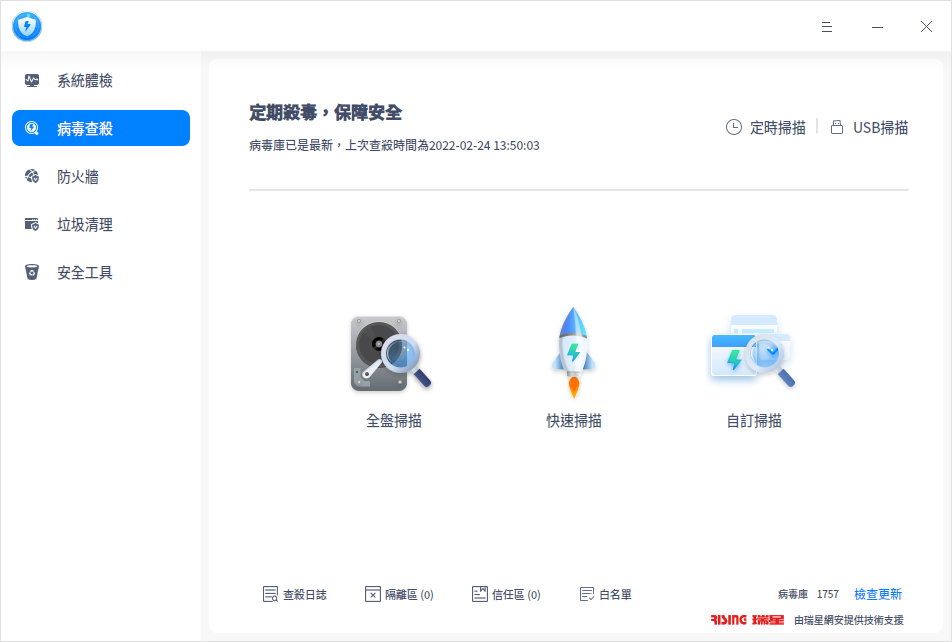 系統體檢
病毒查殺
防火牆
垃圾清理
安全工具
定期殺毒，保障安全
病毒庫已是最新，上次查殺時間為2022-02-24 13:50:03
定時掃描
USB掃描
全盤掃描
快速掃描
自訂掃描
查殺日誌
隔離區 (0)
信任區 (0)
白名單
病毒庫 1757 檢查更新
RISING 瑞星 由瑞星網安提供技術支援